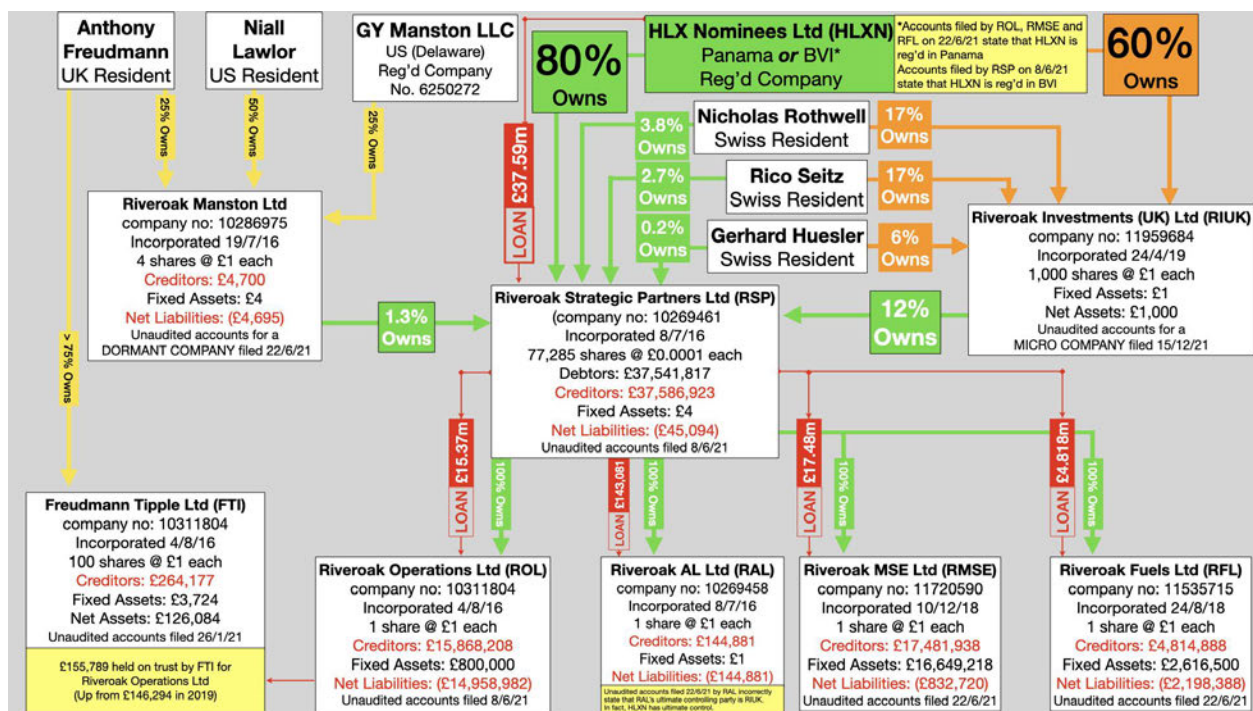 Anthony
Freudmann
UK Resident
Niall
Lawlor
US Resident
GY Manston LLC
US (Delaware)
Reg'd Company
No. 6250272
80%
Owns
HLX Nominees Ltd (HLXN)
Panama or BVI*
Reg'd Company
*Accounts filed by ROL, RMSE and
RFL on 22/6/21 state that HLXN is
reg'd in Panama
Accounts filed by RSP on 8/6/21
state that HLXN is reg'd in BVI
60%
Owns
25% Owns
50% Owns
25% Owns
LOAN £37.59m
3.8%
Owns
Nicholas Rothwell
Swiss Resident
17%
Owns
2.7%
Owns
Rico Seitz
Swiss Resident
17%
Owns
0.2%
Owns
Gerhard Huesler
Swiss Resident
6%
Owns
Riveroak Manston Ltd
company no: 10286975
Incorporated 19/7/16
4 shares @ £1 each
Creditors: £4,700
Fixed Assets: £4
Net Liabilities: (£4,695)
Unaudited accounts for a
DORMANT COMPANY filed 22/6/21
1.3%
Owns
Riveroak Strategic Partners Ltd (RSP)
(company no: 10269461
Incorporated 8/7/16
77,285 shares @ £0.0001 each
Debtors: £37,541,817
Creditors: £37,586,923
Fixed Assets: £4
Net Liabilities: (£45,094)
Unaudited accounts filed 8/6/21
12%
Owns
Riveroak Investments (UK) Ltd (RIUK)
company no: 11959684
Incorporated 24/4/19
1,000 shares @ £1 each
Fixed Assets: £1
Net Assets: £1,000
Unaudited accounts for a
MICRO COMPANY filed 15/12/21
> 75% Owns
LOAN £15.37m
100% Owns
LOAN £143,081
100% Owns
LOAN £17.48m
100% Owns
LOAN £4.818m
100% Owns
Freudmann Tipple Ltd (FTI)
company no: 10311804
Incorporated 4/8/16
100 shares @ £1 each
Creditors: £264,177
Fixed Assets: £3,724
Net Assets: £126,084
Unaudited accounts filed 26/1/21
£155,789 held on trust by FTI for
Riveroak Operations Ltd
(Up from £146,294 in 2019)
Riveroak Operations Ltd (ROL)
company no: 10311804
Incorporated 4/8/16
1 share @ £1 each
Creditors: £15,868,208
Fixed Assets: £800,000
Net Liabilities: (£14,958,982)
Unaudited accounts filed 8/6/21
Riveroak AL Ltd (RAL)
company no: 10269458
Incorporated 8/7/16
1 share @ £1 each
Creditors: £144,881
Fixed Assets: £1
Net Liabilities: (£144,881)
Unaudited accounts filed 22/6/21 by RAL incorrectly
state that RAL's ultimate controlling party is RIUK.
In fact, HLXN has ultimate control.
Riveroak MSE Ltd (RMSE)
company no: 11720590
Incorporated 10/12/18
1 share @ £1 each
Creditors: £17,481,938
Fixed Assets: £16,649,218
Net Liabilities: (£832,720)
Unaudited accounts filed 22/6/21
Riveroak Fuels Ltd (RFL)
company no: 11535715
Incorporated 24/8/18
1 share @ £1 each
Creditors: £4,814,888
Fixed Assets: £2,616,500
Net Liabilities: (£2,198,388)
Unaudited accounts filed 22/6/21